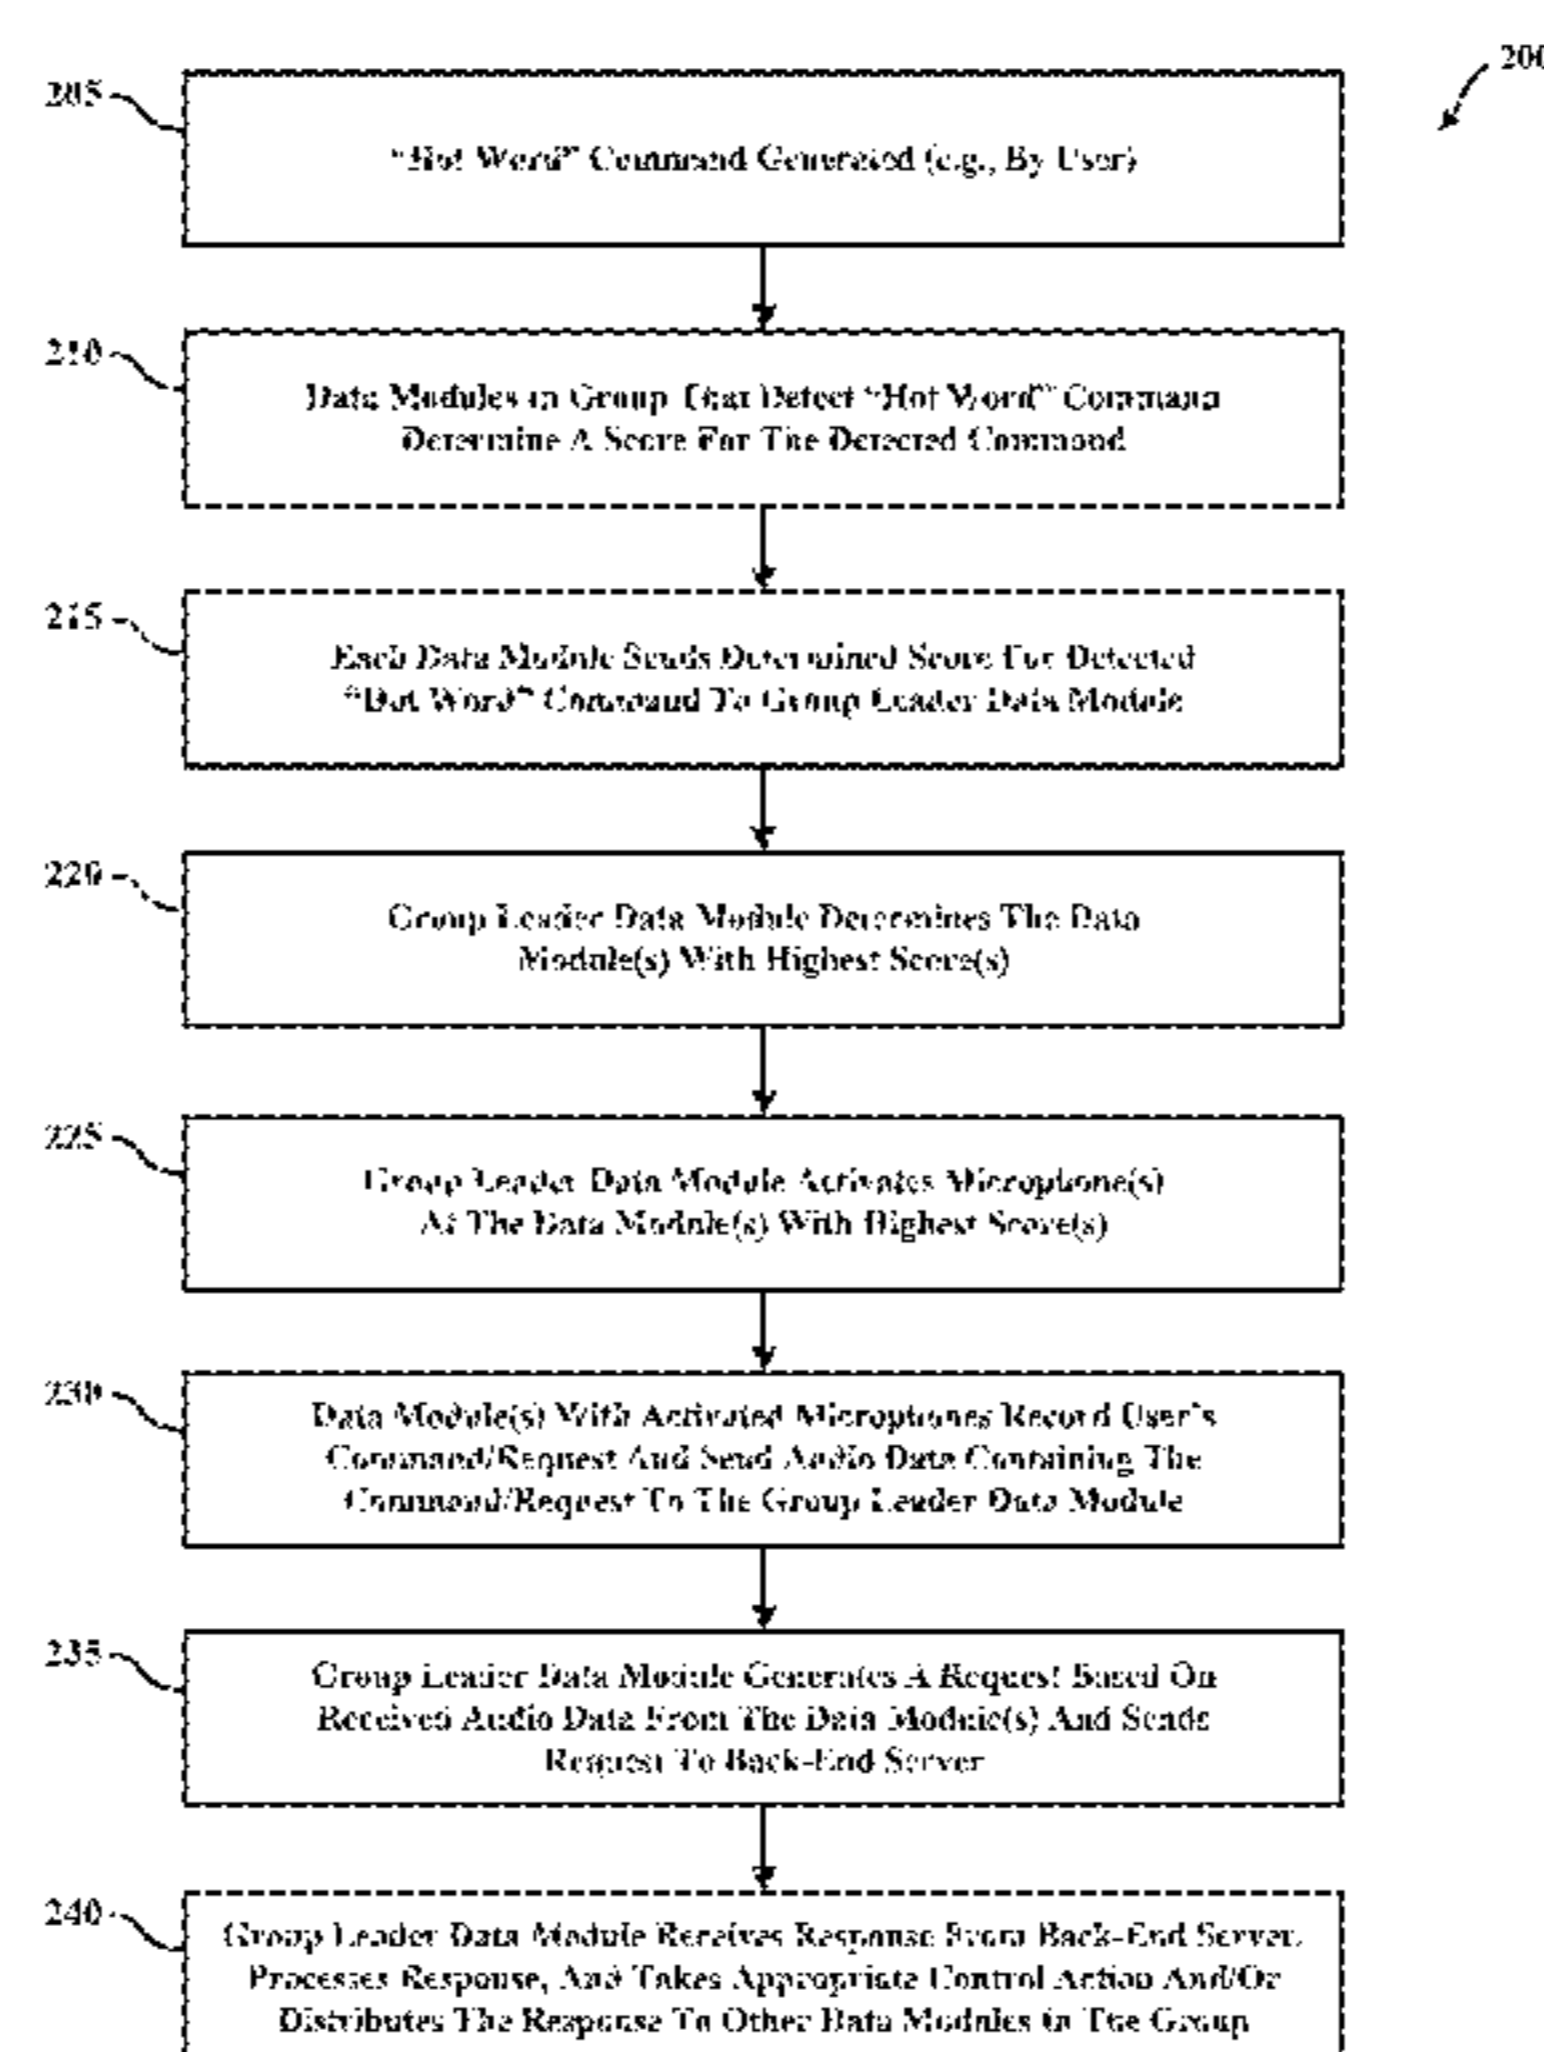 200
205
"Hot Word" Command Generated (e.g., By User)
210
Data Modules in Group That Detect "Hot Word" Command
Determine A Score For The Detected Command
215
Each Data Module Sends Determined Score For Detected
"Hot Word" Command To Group Leader Data Module
220
Group Leader Data Module Determines The Data
Module(s) With Highest Score(s)
225
Group Leader Data Module Activates Microphone(s)
At The Data Module(s) With Highest Score(s)
230
Data Module(s) With Activated Microphones Record User's
Command/Request And Send Audio Data Containing The
Command/Request To The Group Leader Data Module
235
Group Leader Data Module Generates A Request Based On
Received Audio Data From The Data Module(s) And Sends
Request To Back-End Server
240
Group Leader Data Module Receives Response From Back-End Server,
Processes Response, And Takes Appropriate Control Action And/Or
Distributes The Response To Other Data Modules in The Group